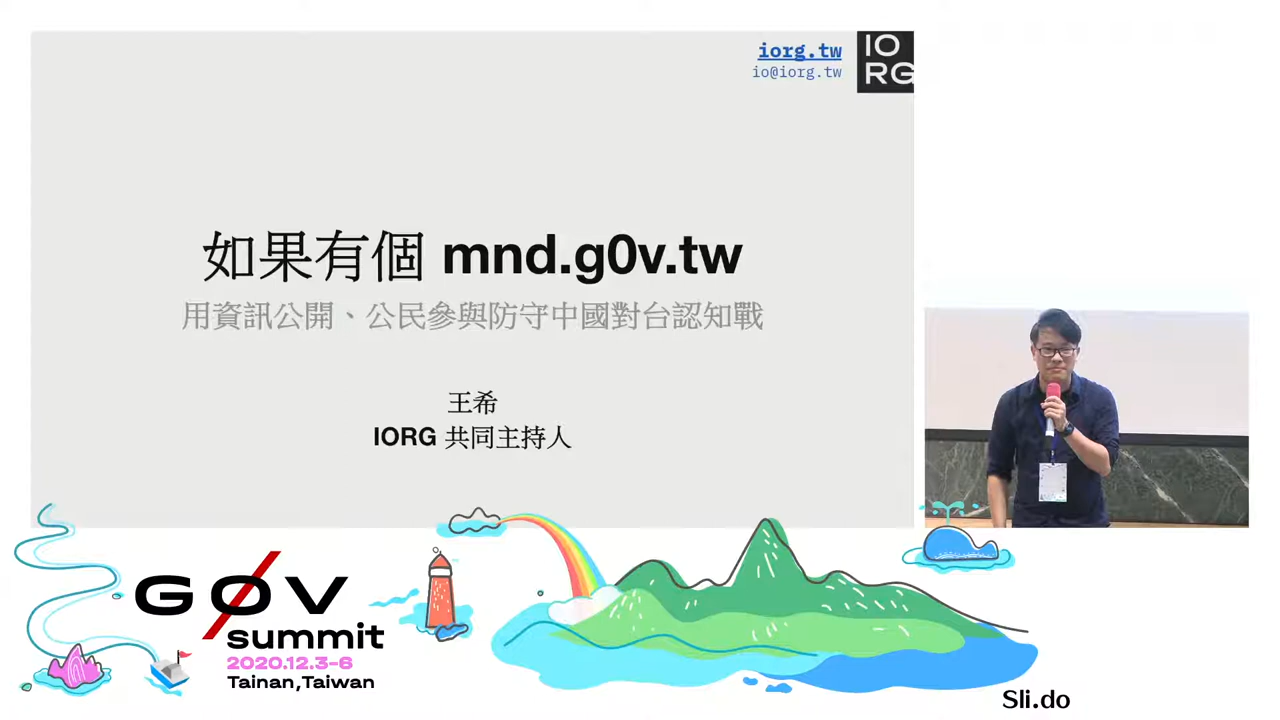 iorg.tw
io@iorg.tw
IO
RG
如果有個 mnd.g0v.tw
用資訊公開、公民參與防守中國對台認知戰
王希
IORG 共同主持人
G0V
summit
2020.12.3-6
Tainan,Taiwan
Sli.do